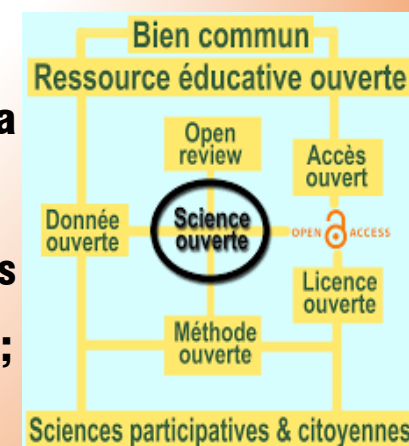 Bien commun
Ressource éducative ouverte
a
Open
review
Accès
ouvert
Donnée
ouverte
Science
ouverte
OPEN ACCESS
s
Licence
ouverte
;
Méthode
ouverte
Sciences participatives & citoyennes